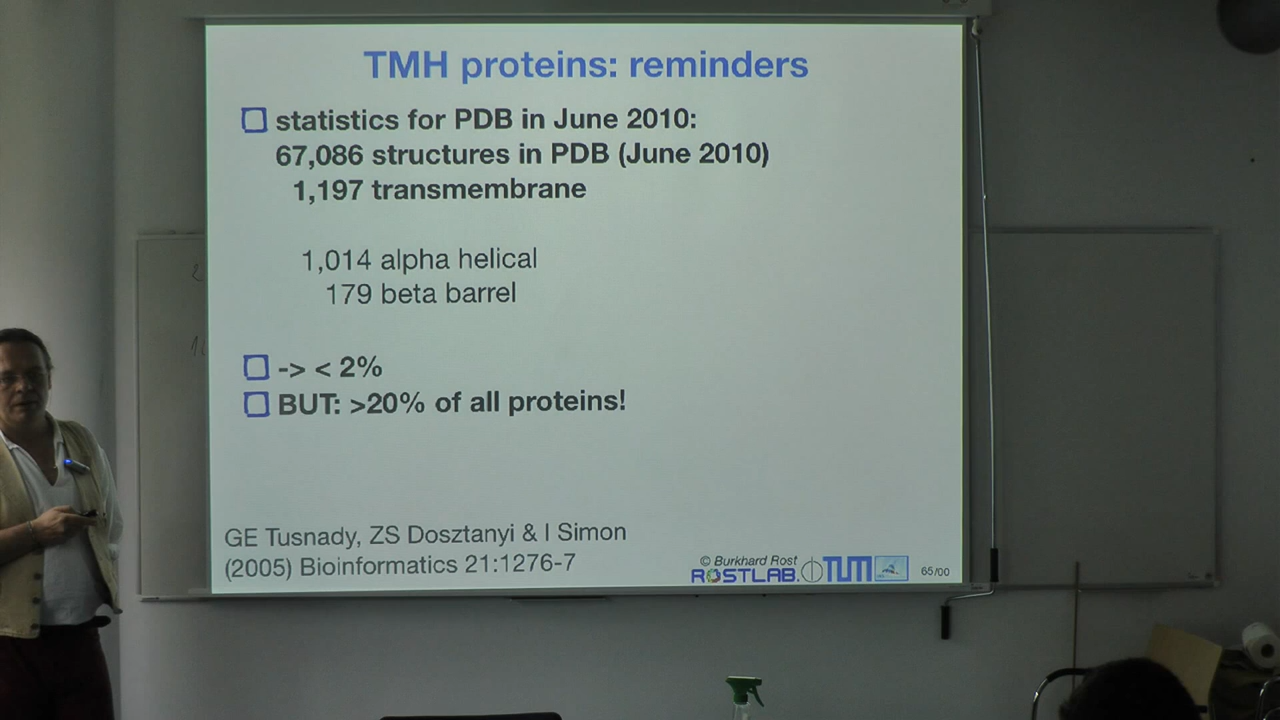 TMH proteins: reminders
statistics for PDB in June 2010:
67,086 structures in PDB (June 2010)
1,197 transmembrane
1,014 alpha helical
179 beta barrel
-> < 2%
BUT: >20% of all proteins!
GE Tusnady, ZS Dosztanyi & I Simon
(2005) Bioinformatics 21:1276-7
© Burkhard Rost
ROSTLAB. TUM
65/00